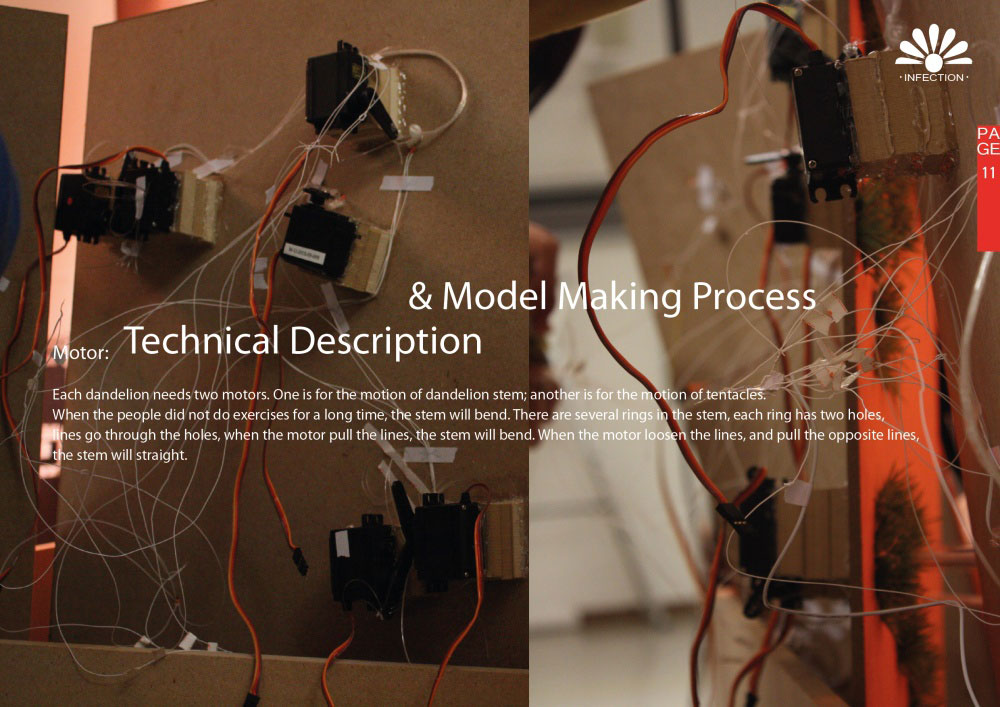 · INFECTION ·
PA
GE
11
& Model Making Process
Technical Description
Motor:
Each dandelion needs two motors. One is for the motion of dandelion stem; another is for the motion of tentacles.
When the people did not do exercises for a long time, the stem will bend. There are several rings in the stem, each ring has two holes,
lines go through the holes, when the motor pull the lines, the stem will bend. When the motor loosen the lines, and pull the opposite lines,
the stem will straight.